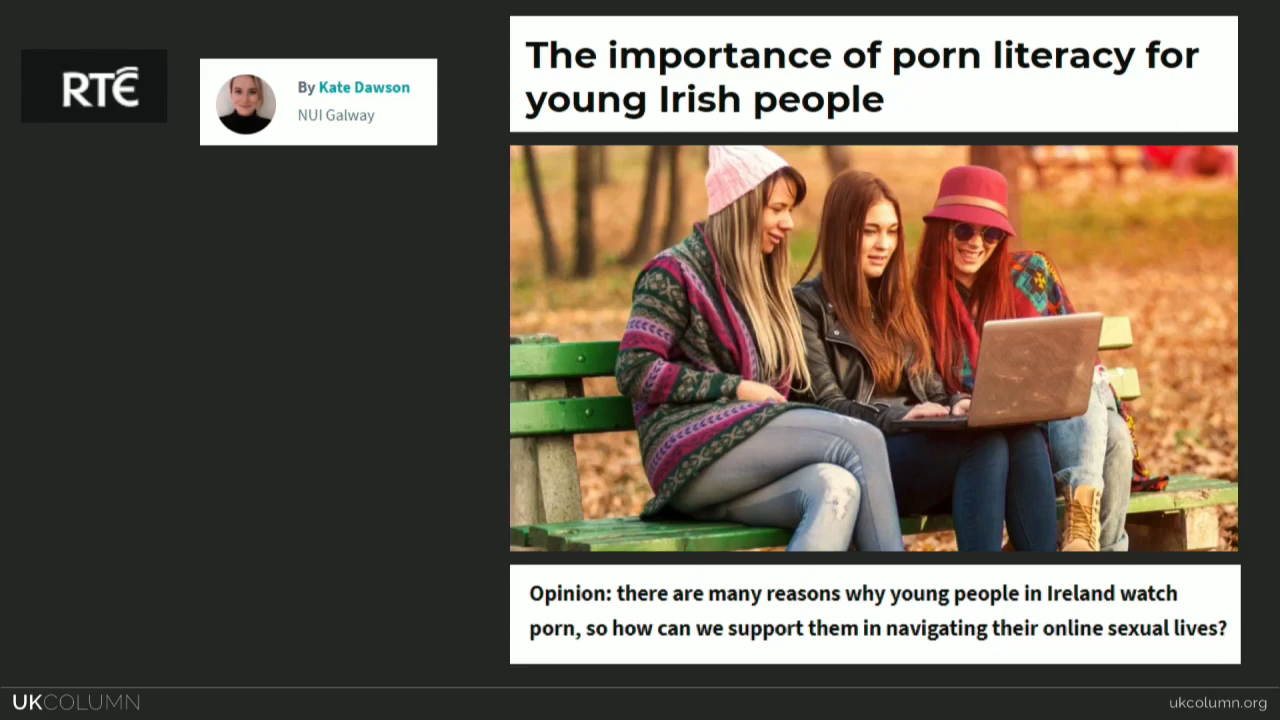 RTÉ
By Kate Dawson
NUI Galway
The importance of porn literacy for
young Irish people
Opinion: there are many reasons why young people in Ireland watch
porn, so how can we support them in navigating their online sexual lives?
UKCOLUMN
ukcolumn.org